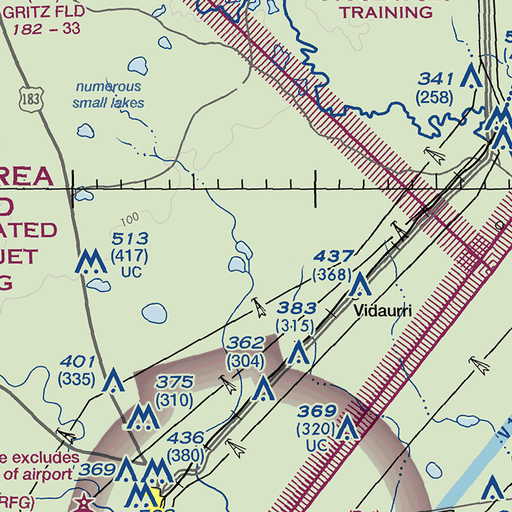 GRITZ FLD
182 – 33
TRAINING
183
numerous
small lakes
341
(258)
REA
D
ATED
JET
G
100
513
(417)
UC
437
(368)
Vidaurri
383
(315)
362
(304)
401
(335)
375
(310)
369
(320)
UC
436
(380)
e excludes
of airport
369
RFG)